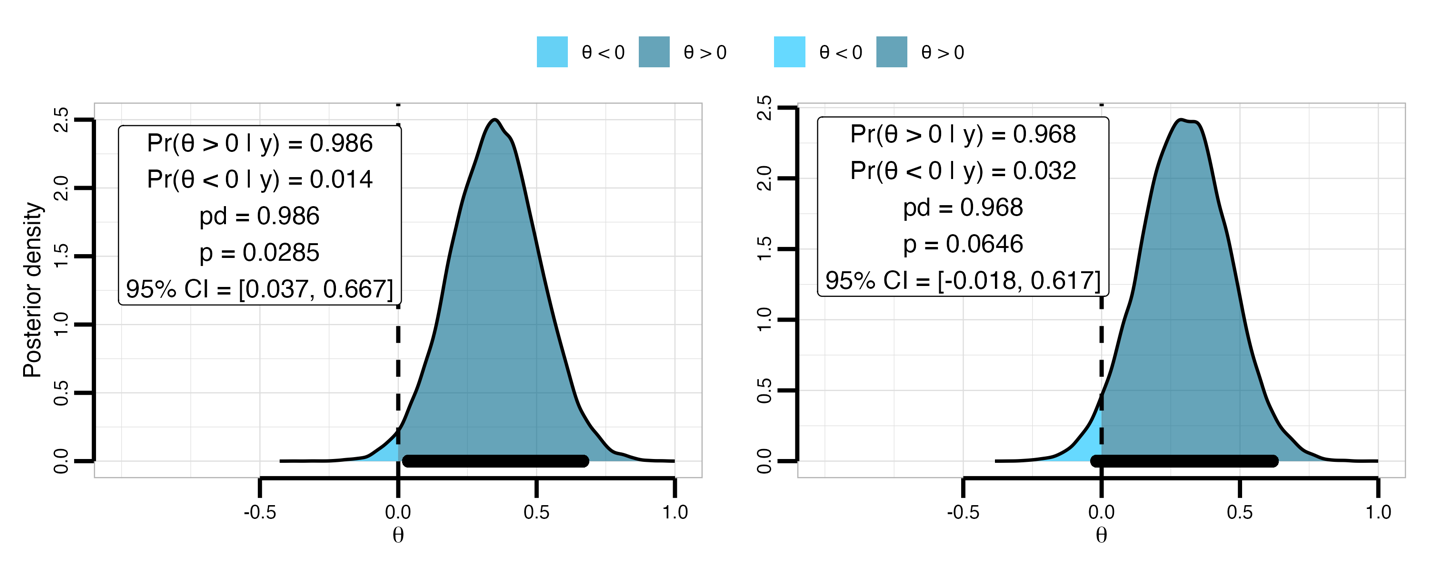 θ < 0 θ > 0 θ < 0 θ > 0
Posterior density
2.5
2.0
1.5
1.0
0.5
0.0
Pr(θ > 0 | y) = 0.986
Pr(θ < 0 | y) = 0.014
pd = 0.986
p = 0.0285
95% CI = [0.037, 0.667]
-0.5 0.0 0.5 1.0
θ
2.5
2.0
1.5
1.0
0.5
0.0
Pr(θ > 0 | y) = 0.968
Pr(θ < 0 | y) = 0.032
pd = 0.968
p = 0.0646
95% CI = [-0.018, 0.617]
-0.5 0.0 0.5 1.0
θ